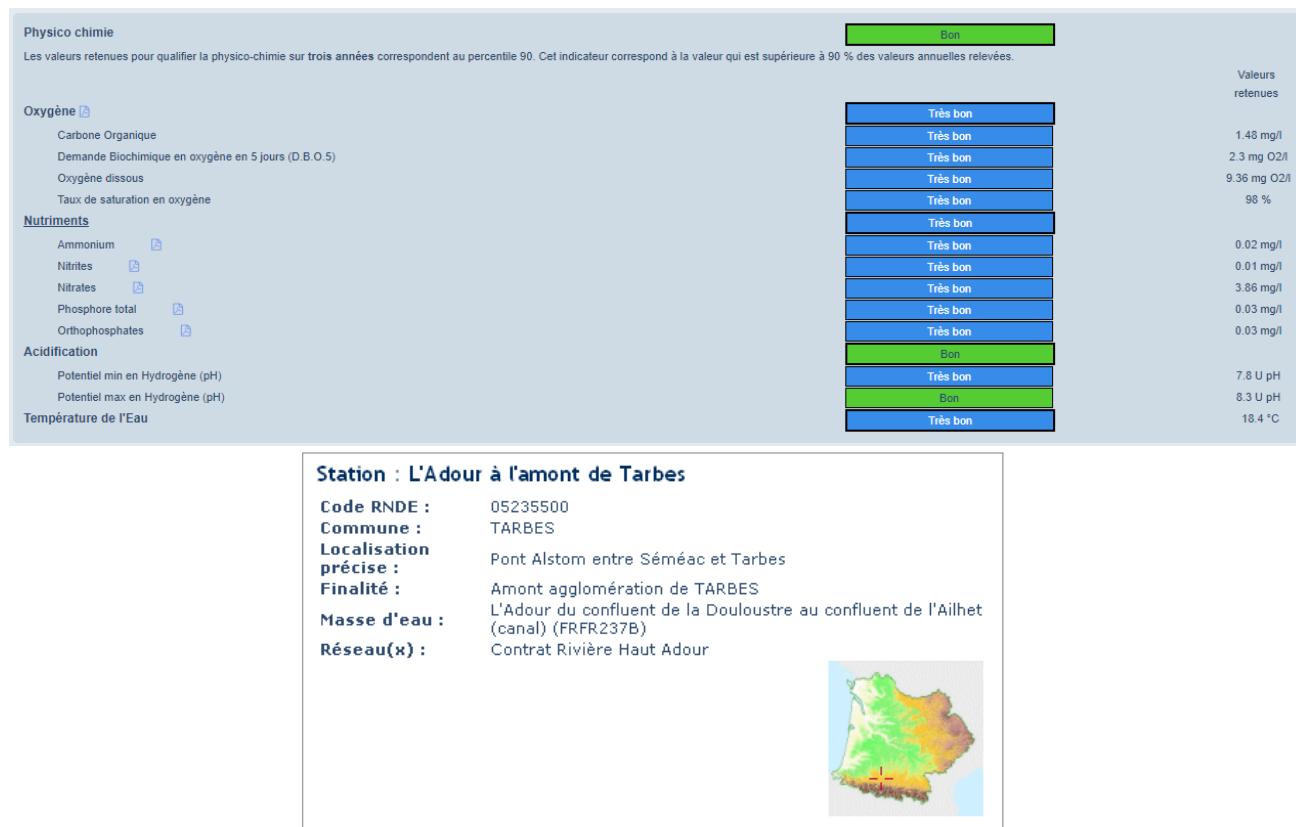 Physico chimie Bon
Les valeurs retenues pour qualifier la physico-chimie sur trois années correspondent au percentile 90. Cet indicateur correspond à la valeur qui est supérieure à 90 % des valeurs annuelles relevées.
Valeurs
retenues
Oxygène Très bon
Carbone Organique Très bon 1.48 mg/l
Demande Biochimique en oxygène en 5 jours (D.B.O.5) Très bon 2.3 mg O2/l
Oxygène dissous Très bon 9.36 mg O2/l
Taux de saturation en oxygène Très bon 98 %
Nutriments Très bon
Ammonium Très bon 0.02 mg/l
Nitrites Très bon 0.01 mg/l
Nitrates Très bon 3.86 mg/l
Phosphore total Très bon 0.03 mg/l
Orthophosphates Très bon 0.03 mg/l
Acidification Bon
Potentiel min en Hydrogène (pH) Très bon 7.8 U pH
Potentiel max en Hydrogène (pH) Bon 8.3 U pH
Température de l'Eau Très bon 18.4 °C
Station : L'Adour à l'amont de Tarbes
Code RNDE : 05235500
Commune : TARBES
Localisation
précise : Pont Alstom entre Séméac et Tarbes
Finalité : Amont agglomération de TARBES
Masse d'eau : L'Adour du confluent de la Douloustre au confluent de l'Ailhet
(canal) (FRFR237B)
Réseau(x) : Contrat Rivière Haut Adour